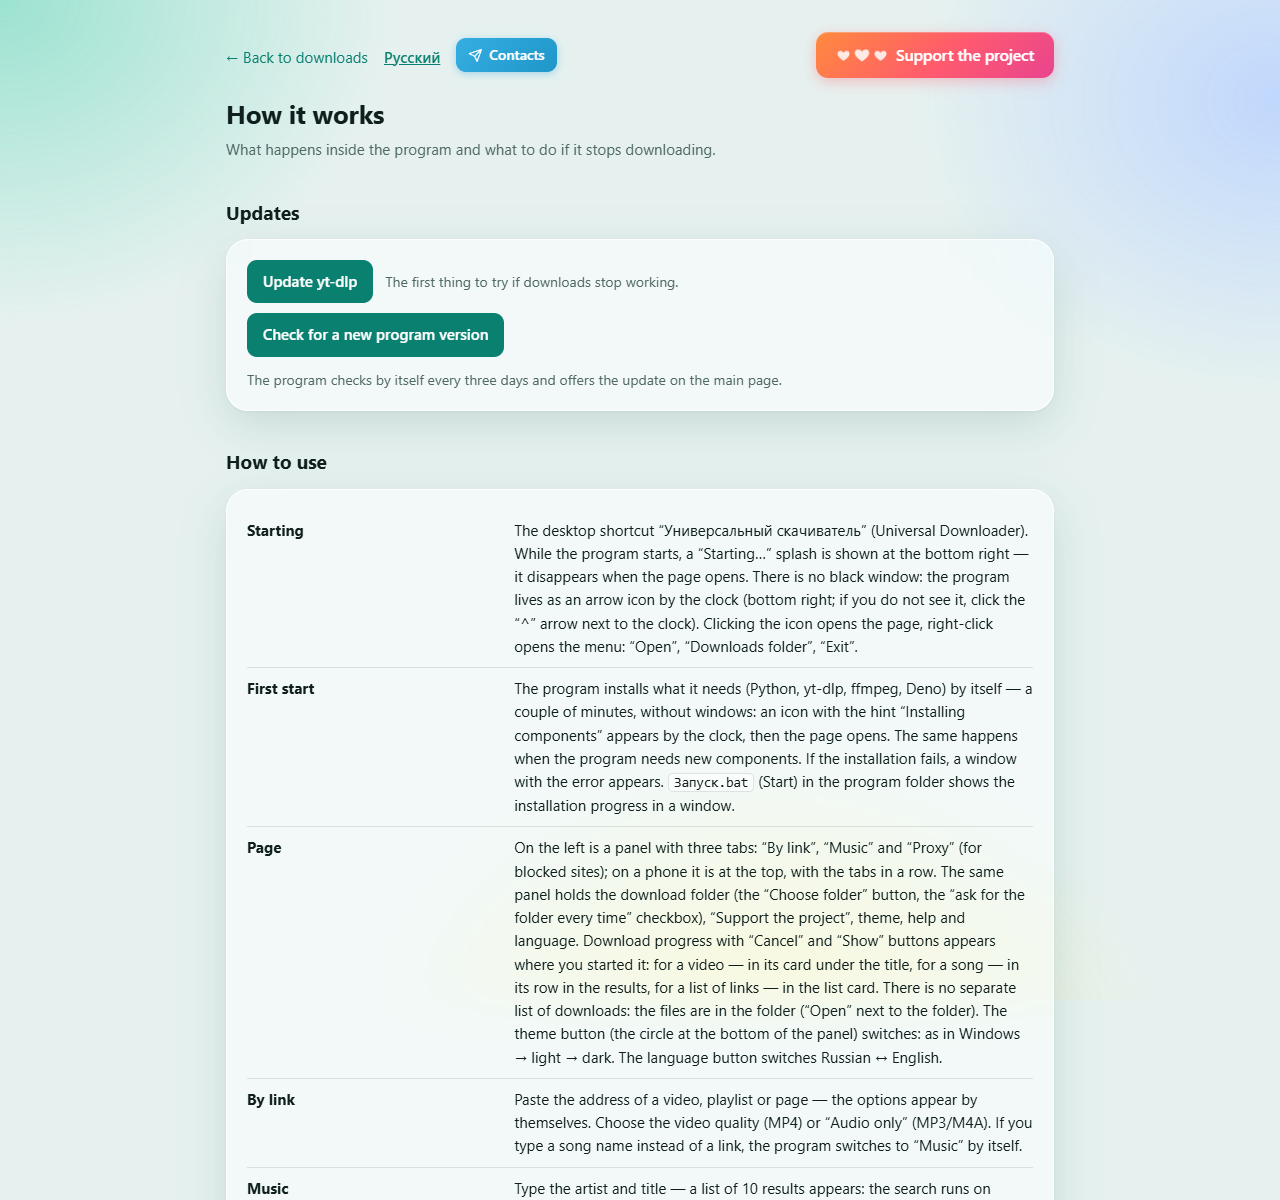 ← Back to downloads Русский Contacts Support the project
How it works
What happens inside the program and what to do if it stops downloading.
Updates
Update yt-dlp The first thing to try if downloads stop working.
Check for a new program version
The program checks by itself every three days and offers the update on the main page.
How to use
Starting The desktop shortcut “Универсальный скачиватель” (Universal Downloader).
While the program starts, a “Starting…” splash is shown at the bottom right —
it disappears when the page opens. There is no black window: the program
lives as an arrow icon by the clock (bottom right; if you do not see it, click the
“^” arrow next to the clock). Clicking the icon opens the page, right-click
opens the menu: “Open”, “Downloads folder”, “Exit”.
First start The program installs what it needs (Python, yt-dlp, ffmpeg, Deno) by itself — a
couple of minutes, without windows: an icon with the hint “Installing
components” appears by the clock, then the page opens. The same happens
when the program needs new components. If the installation fails, a window
with the error appears. Запуск.bat (Start) in the program folder shows the
installation progress in a window.
Page On the left is a panel with three tabs: “By link”, “Music” and “Proxy” (for
blocked sites); on a phone it is at the top, with the tabs in a row. The same
panel holds the download folder (the “Choose folder” button, the “ask for the
folder every time” checkbox), “Support the project”, theme, help and
language. Download progress with “Cancel” and “Show” buttons appears
where you started it: for a video — in its card under the title, for a song — in
its row in the results, for a list of links — in the list card. There is no separate
list of downloads: the files are in the folder (“Open” next to the folder). The
theme button (the circle at the bottom of the panel) switches: as in Windows
→ light → dark. The language button switches Russian ↔ English.
By link Paste the address of a video, playlist or page — the options appear by
themselves. Choose the video quality (MP4) or “Audio only” (MP3/M4A). If you
type a song name instead of a link, the program switches to “Music” by itself.
Music Type the artist and title — a list of 10 results appears: the search runs on